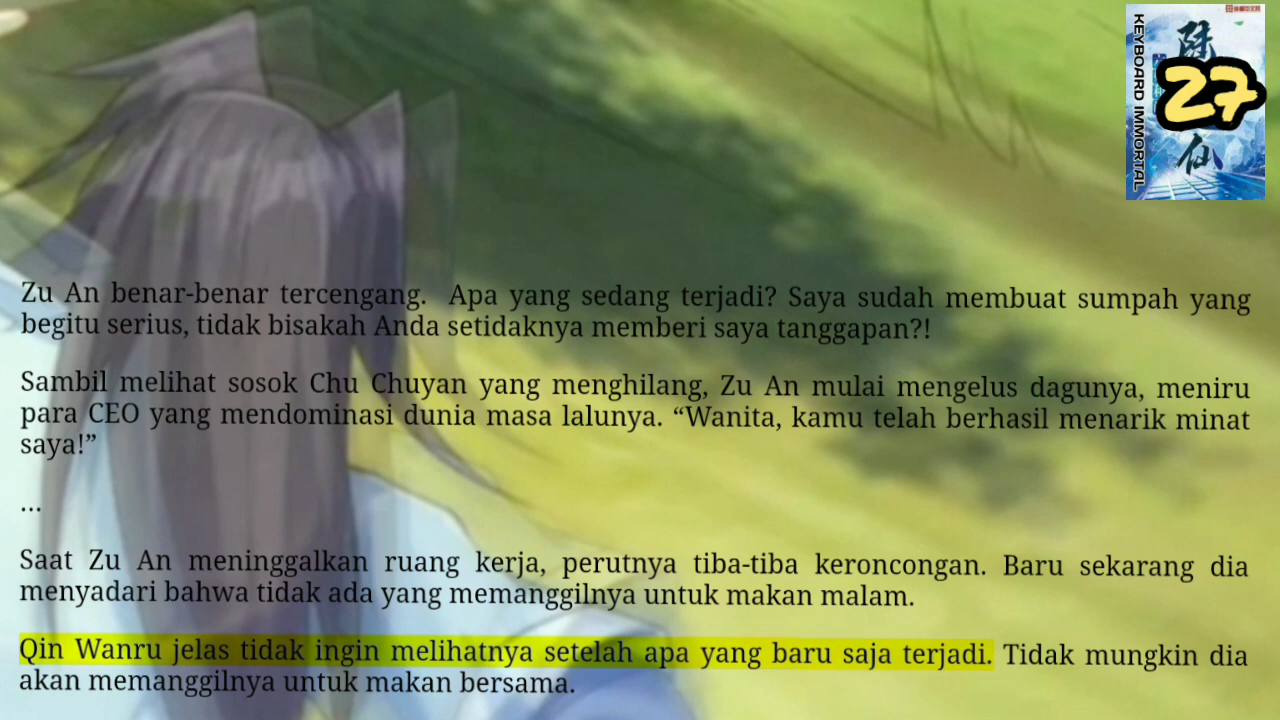 陆
KEYBOARD IMMORTAL
27
仙
Zu An benar-benar tercengang.  Apa yang sedang terjadi? Saya sudah membuat sumpah yang
begitu serius, tidak bisakah Anda setidaknya memberi saya tanggapan?!
Sambil melihat sosok Chu Chuyan yang menghilang, Zu An mulai mengelus dagunya, meniru
para CEO yang mendominasi dunia masa lalunya. “Wanita, kamu telah berhasil menarik minat
saya!”
...
Saat Zu An meninggalkan ruang kerja, perutnya tiba-tiba keroncongan. Baru sekarang dia
menyadari bahwa tidak ada yang memanggilnya untuk makan malam.
Qin Wanru jelas tidak ingin melihatnya setelah apa yang baru saja terjadi. Tidak mungkin dia
akan memanggilnya untuk makan bersama.